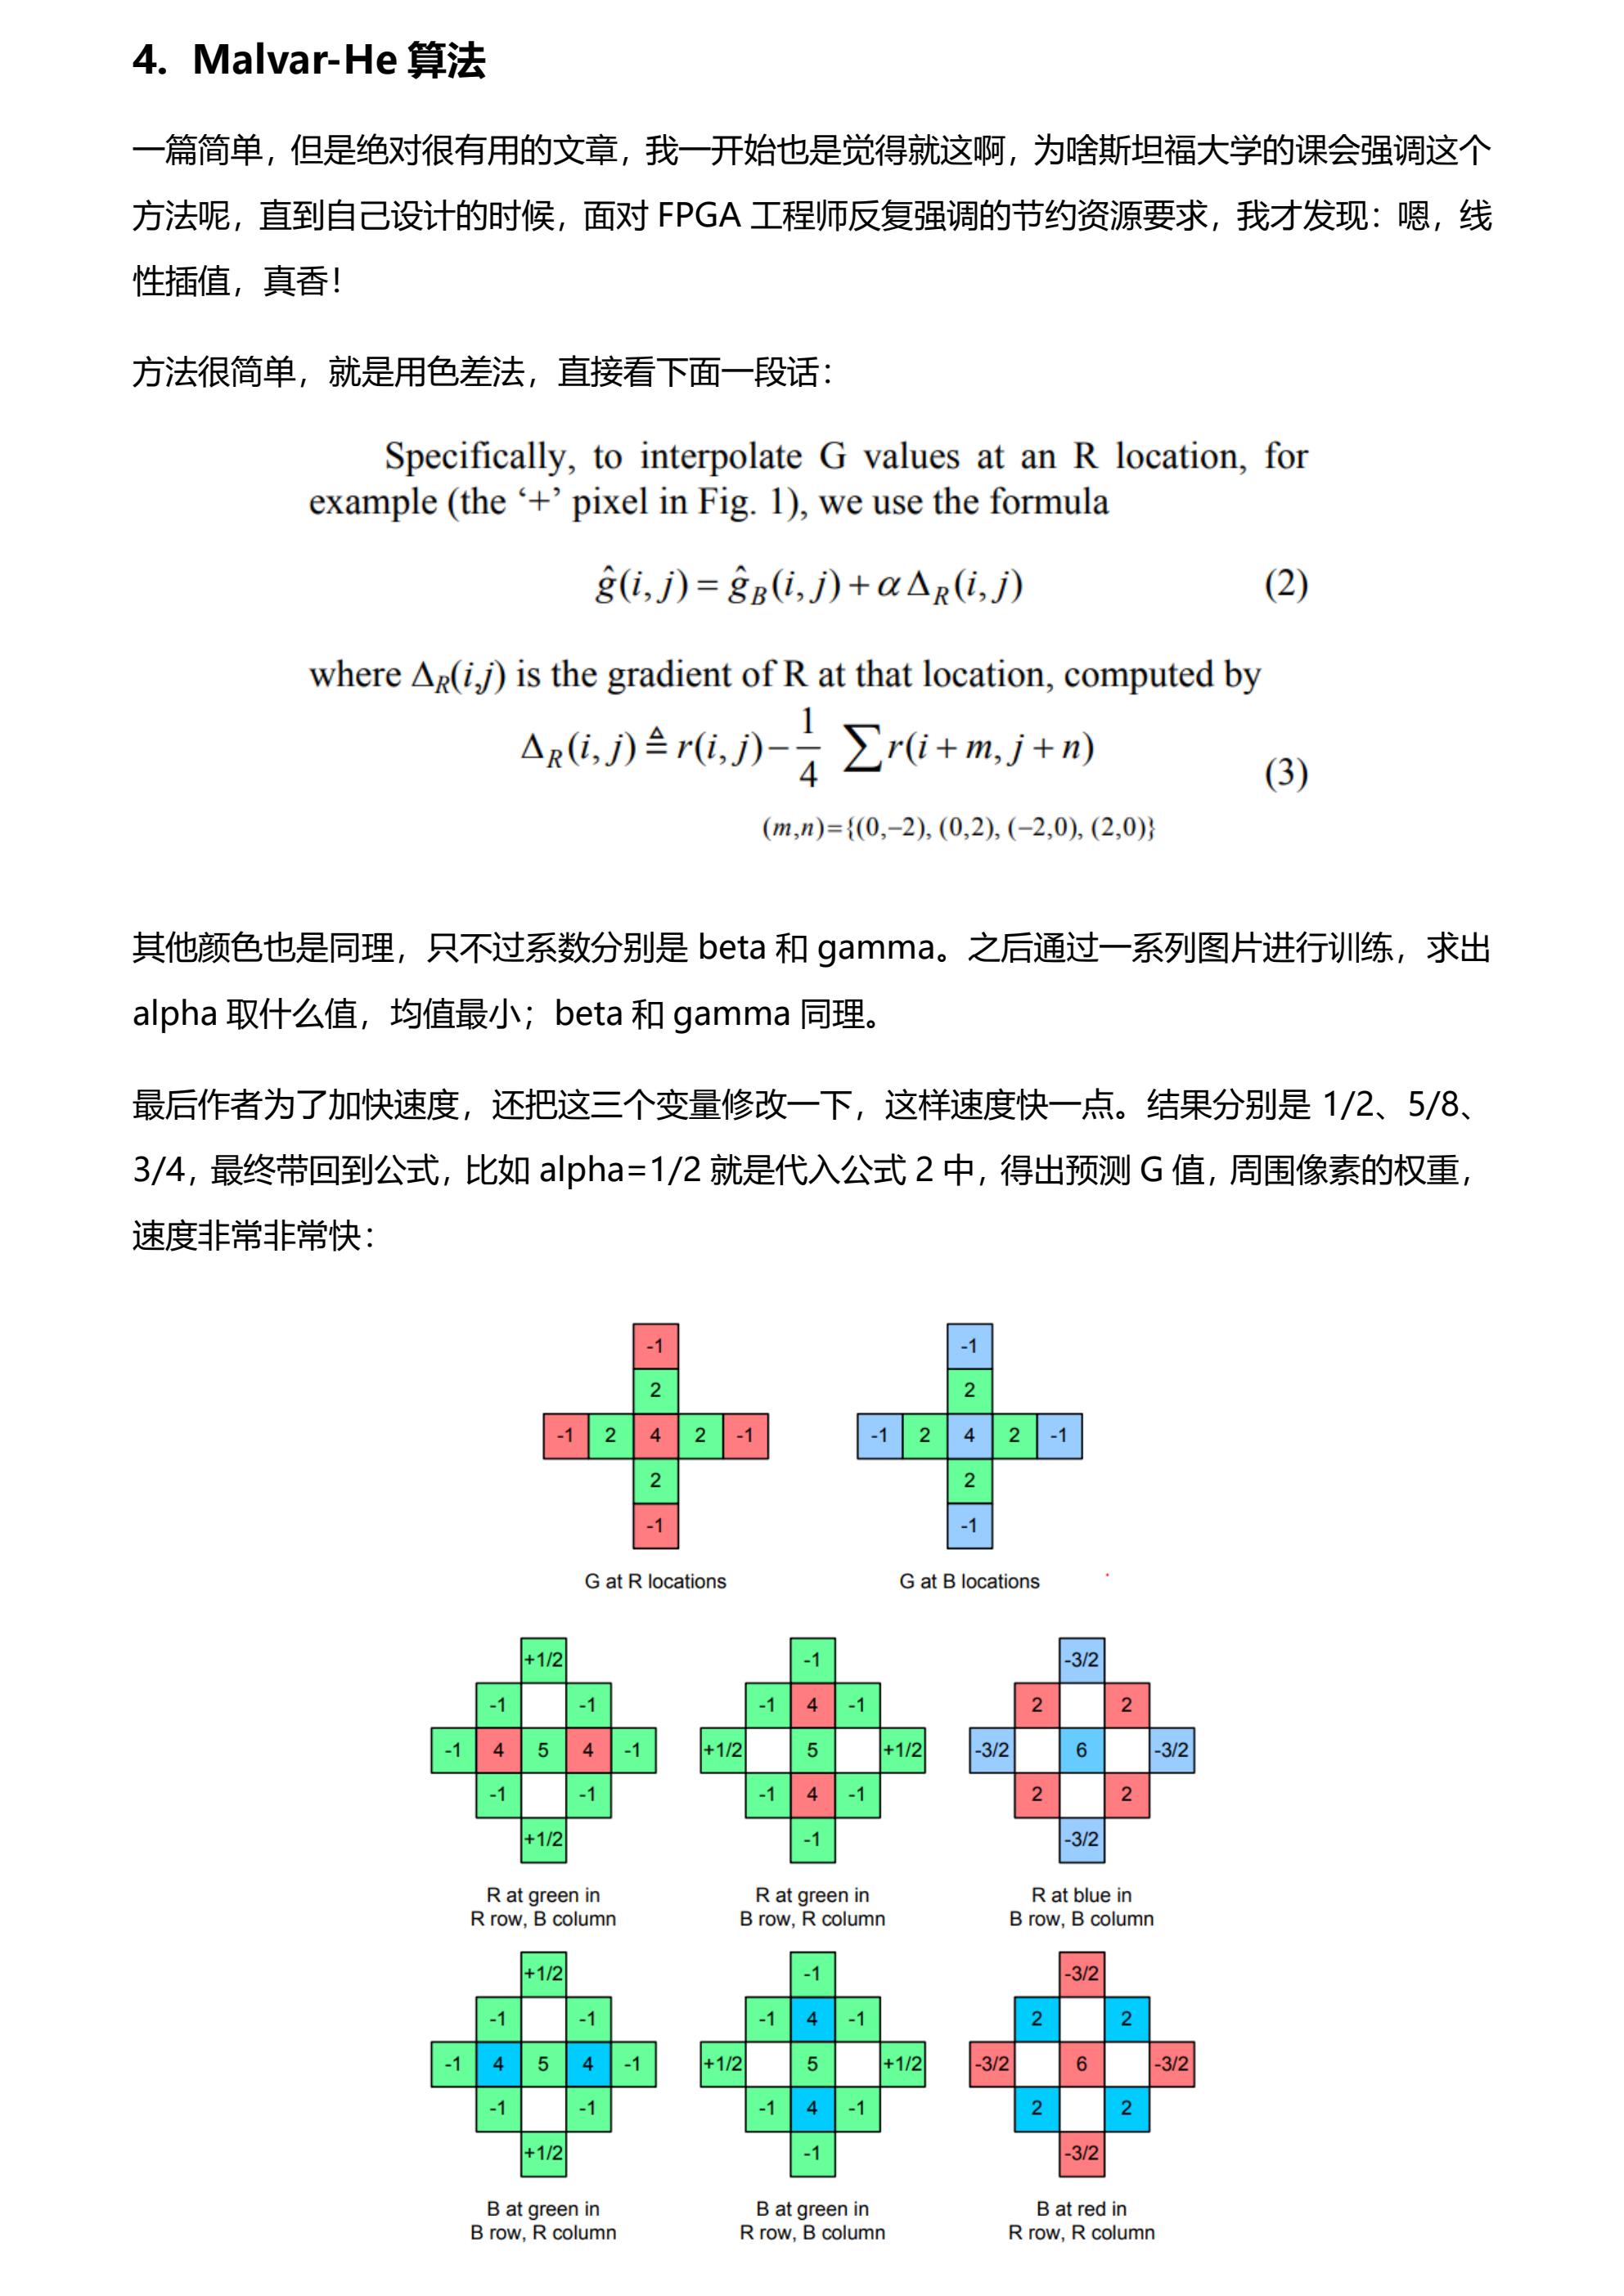 4. Malvar-He 算法
一篇简单，但是绝对很有用的文章，我一开始也是觉得就这啊，为啥斯坦福大学的课会强调这个
方法呢，直到自己设计的时候，面对 FPGA 工程师反复强调的节约资源要求，我才发现：嗯，线
性插值，真香！
方法很简单，就是用色差法，直接看下面一段话：
Specifically, to interpolate G values at an R location, for
example (the ‘+’ pixel in Fig. 1), we use the formula
ĝ(i, j) = ĝ_B(i, j) + α Δ_R(i, j) (2)
where Δ_R(i,j) is the gradient of R at that location, computed by
Δ_R(i, j) ≜ r(i, j) − 1/4 ∑ r(i + m, j + n) (3)
(m,n)={(0,−2), (0,2), (−2,0), (2,0)}
其他颜色也是同理，只不过系数分别是 beta 和 gamma。之后通过一系列图片进行训练，求出
alpha 取什么值，均值最小；beta 和 gamma 同理。
最后作者为了加快速度，还把这三个变量修改一下，这样速度快一点。结果分别是 1/2、5/8、
3/4，最终带回到公式，比如 alpha=1/2 就是代入公式 2 中，得出预测 G 值，周围像素的权重，
速度非常非常快：
-1 -1
2 2
-1 2 4 2 -1 -1 2 4 2 -1
2 2
-1 -1
G at R locations G at B locations
+1/2 -1 -3/2
-1 -1 -1 4 -1 2 2
-1 4 5 4 -1 +1/2 5 +1/2 -3/2 6 -3/2
-1 -1 -1 4 -1 2 2
+1/2 -1 -3/2
R at green in R at green in R at blue in
R row, B column B row, R column B row, B column
+1/2 -1 -3/2
-1 -1 -1 4 -1 2 2
-1 4 5 4 -1 +1/2 5 +1/2 -3/2 6 -3/2
-1 -1 -1 4 -1 2 2
+1/2 -1 -3/2
B at green in B at green in B at red in
B row, R column R row, B column R row, R column